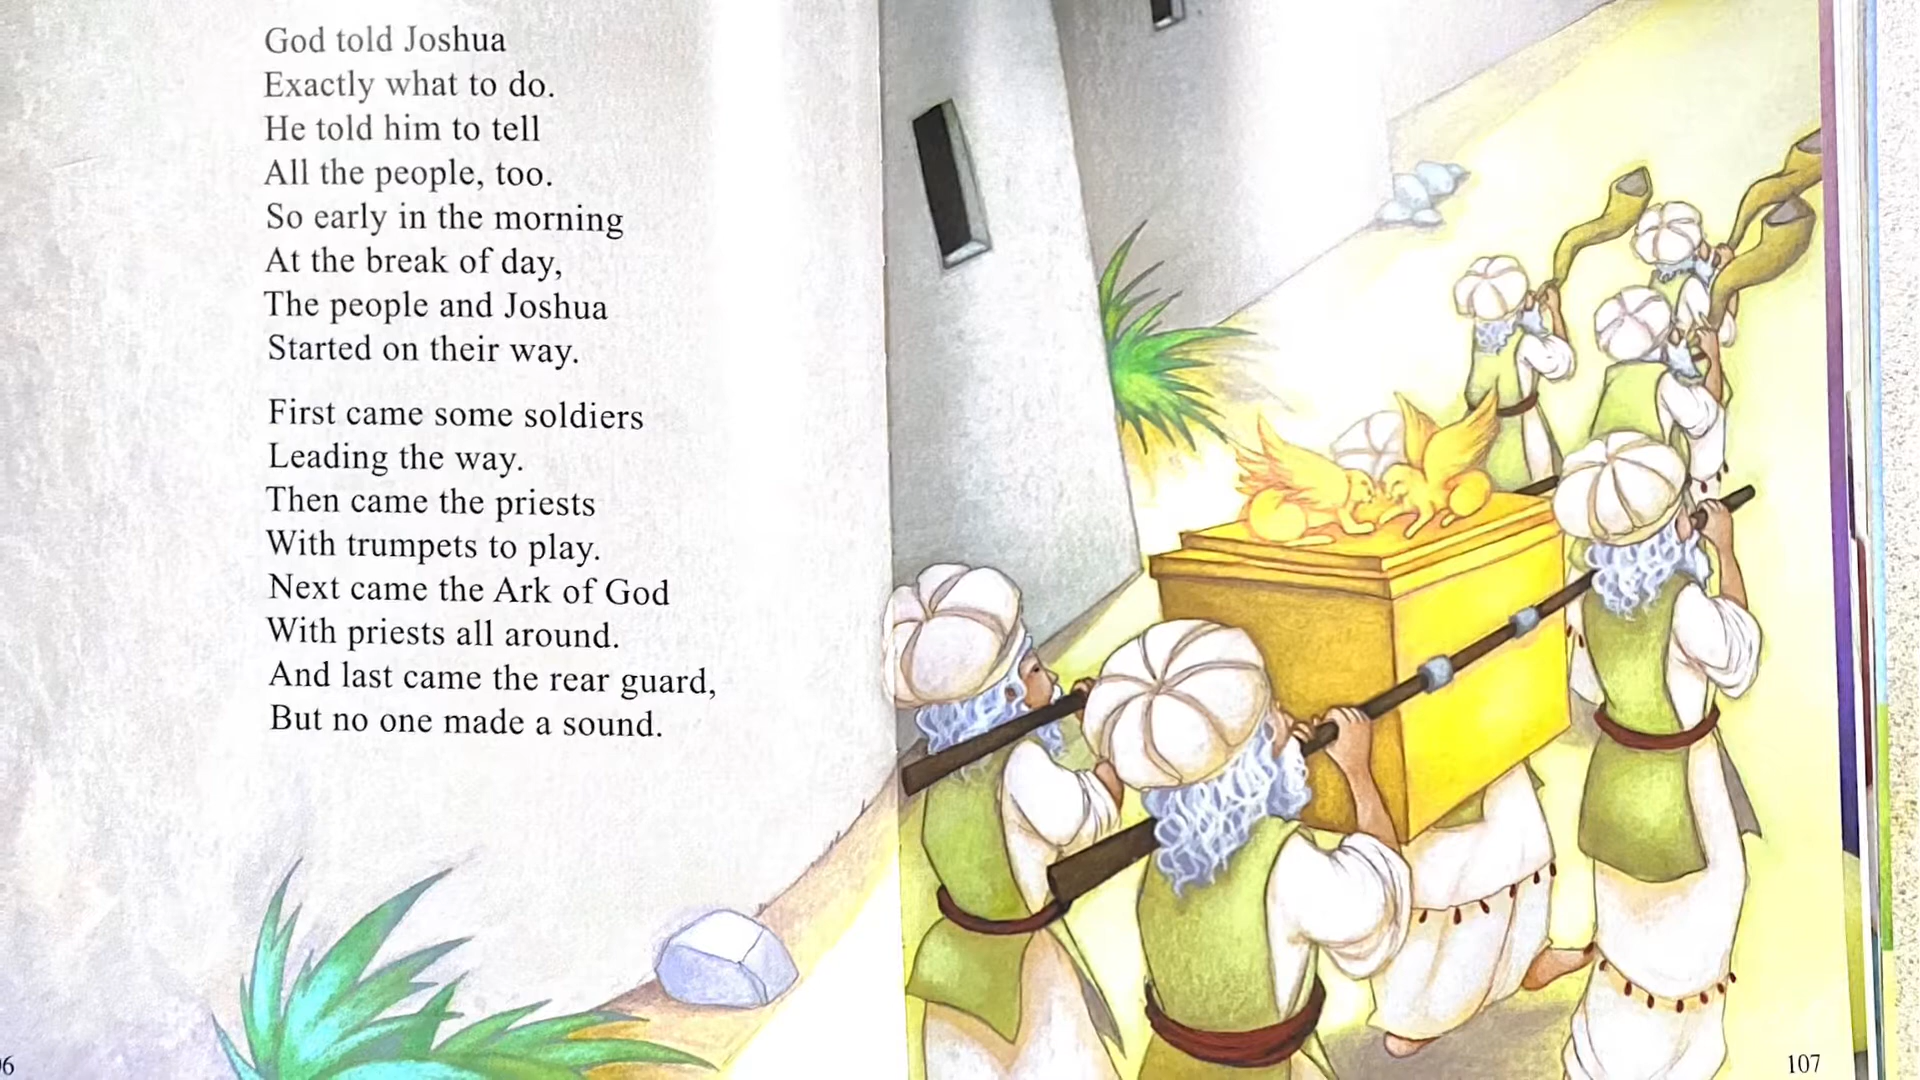 God told Joshua
Exactly what to do.
He told him to tell
All the people, too.
So early in the morning
At the break of day,
The people and Joshua
Started on their way.
First came some soldiers
Leading the way.
Then came the priests
With trumpets to play.
Next came the Ark of God
With priests all around.
And last came the rear guard,
But no one made a sound.
6
107